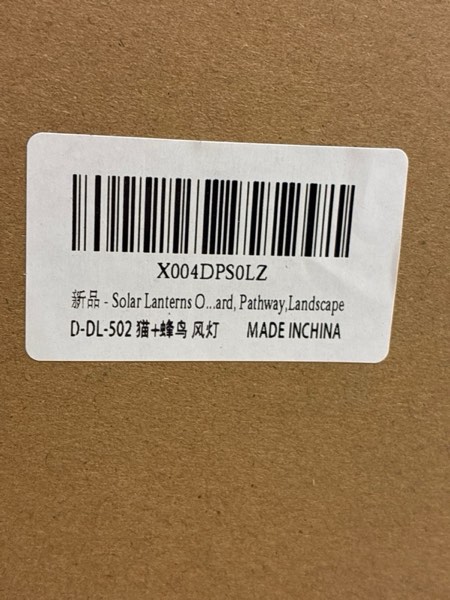 X004DPS0LZ
新品 - Solar Lanterns O...ard, Pathway,Landscape
D-DL-502 猫+蜂鸟 风灯 MADE INCHINA